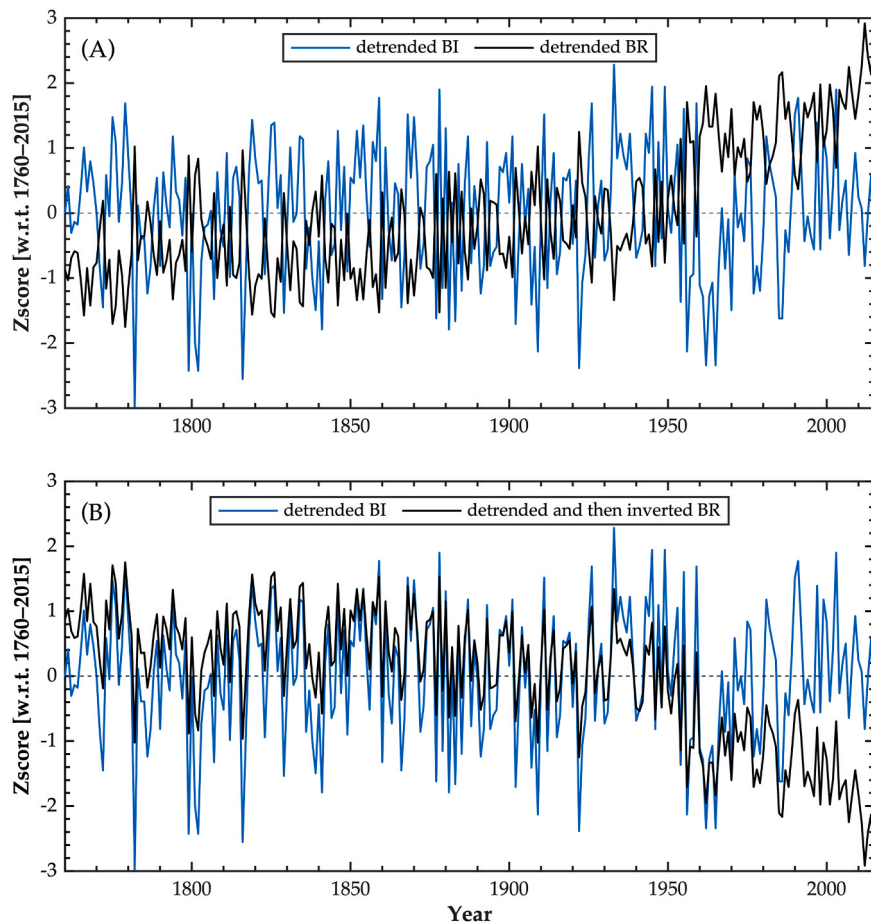 (A)
detrended BI
detrended BR
Zscore [w.r.t. 1760–2015]
3
2
1
0
-1
-2
-3
1800
1850
1900
1950
2000
(B)
detrended BI
detrended and then inverted BR
Zscore [w.r.t. 1760–2015]
3
2
1
0
-1
-2
-3
1800
1850
1900
1950
2000
Year